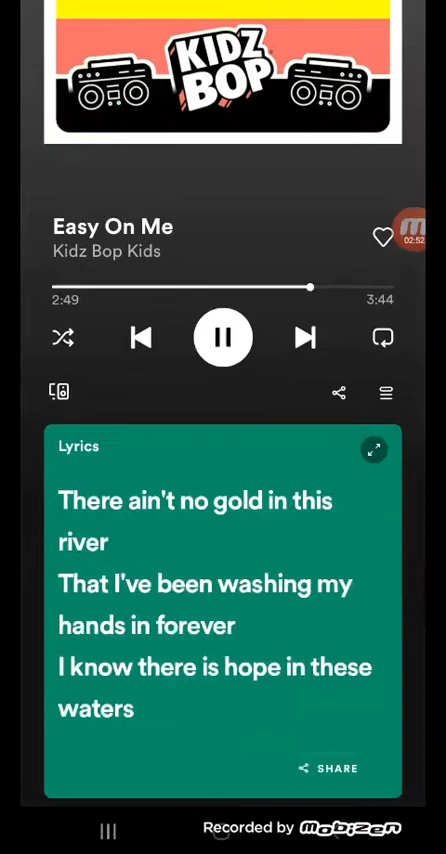 KIDZ
BOP
Easy On Me
Kidz Bop Kids
02:52
2:49
3:44
Lyrics
There ain't no gold in this
river
That I've been washing my
hands in forever
I know there is hope in these
waters
SHARE
Recorded by Mobizen